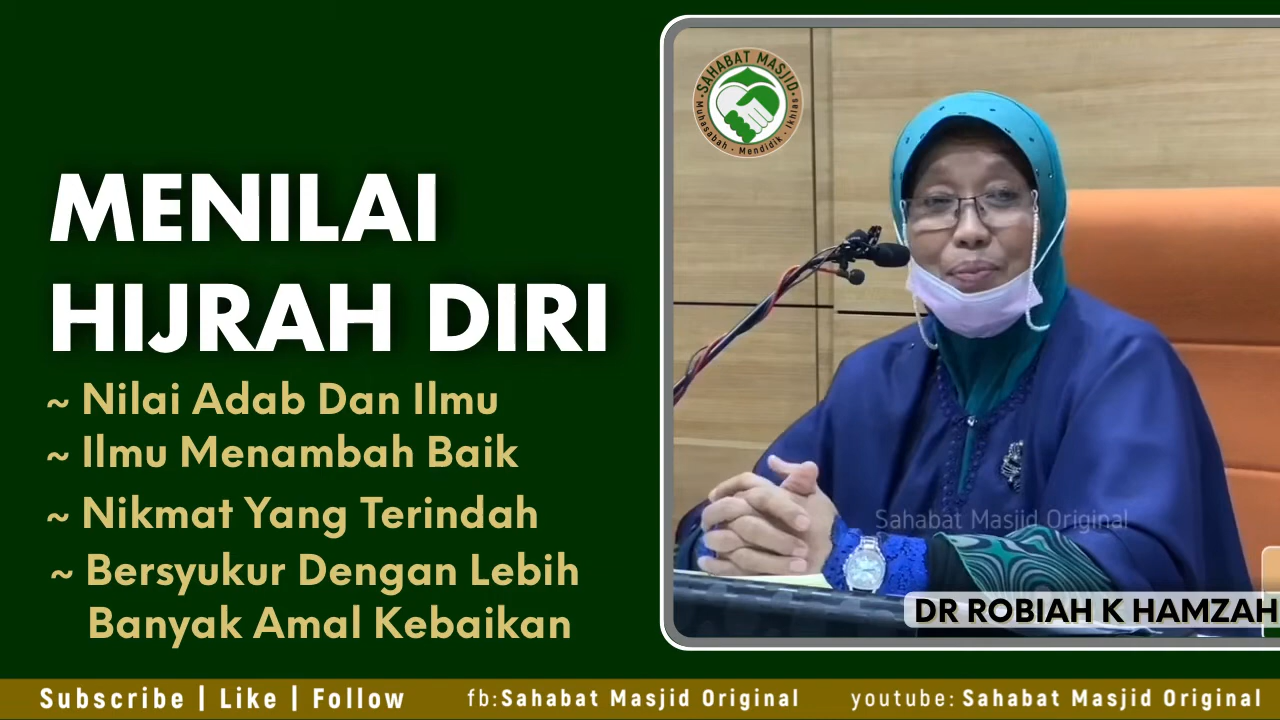 MENILAI
HIJRAH DIRI
~ Nilai Adab Dan Ilmu
~ Ilmu Menambah Baik
~ Nikmat Yang Terindah
~ Bersyukur Dengan Lebih
Banyak Amal Kebaikan
SAHABAT MASJID
Muhasabah · Mendidik · Ikhlas
Sahabat Masjid Original
DR ROBIAH K HAMZAH
Subscribe | Like | Follow
fb:Sahabat Masjid Original
youtube: Sahabat Masjid Original